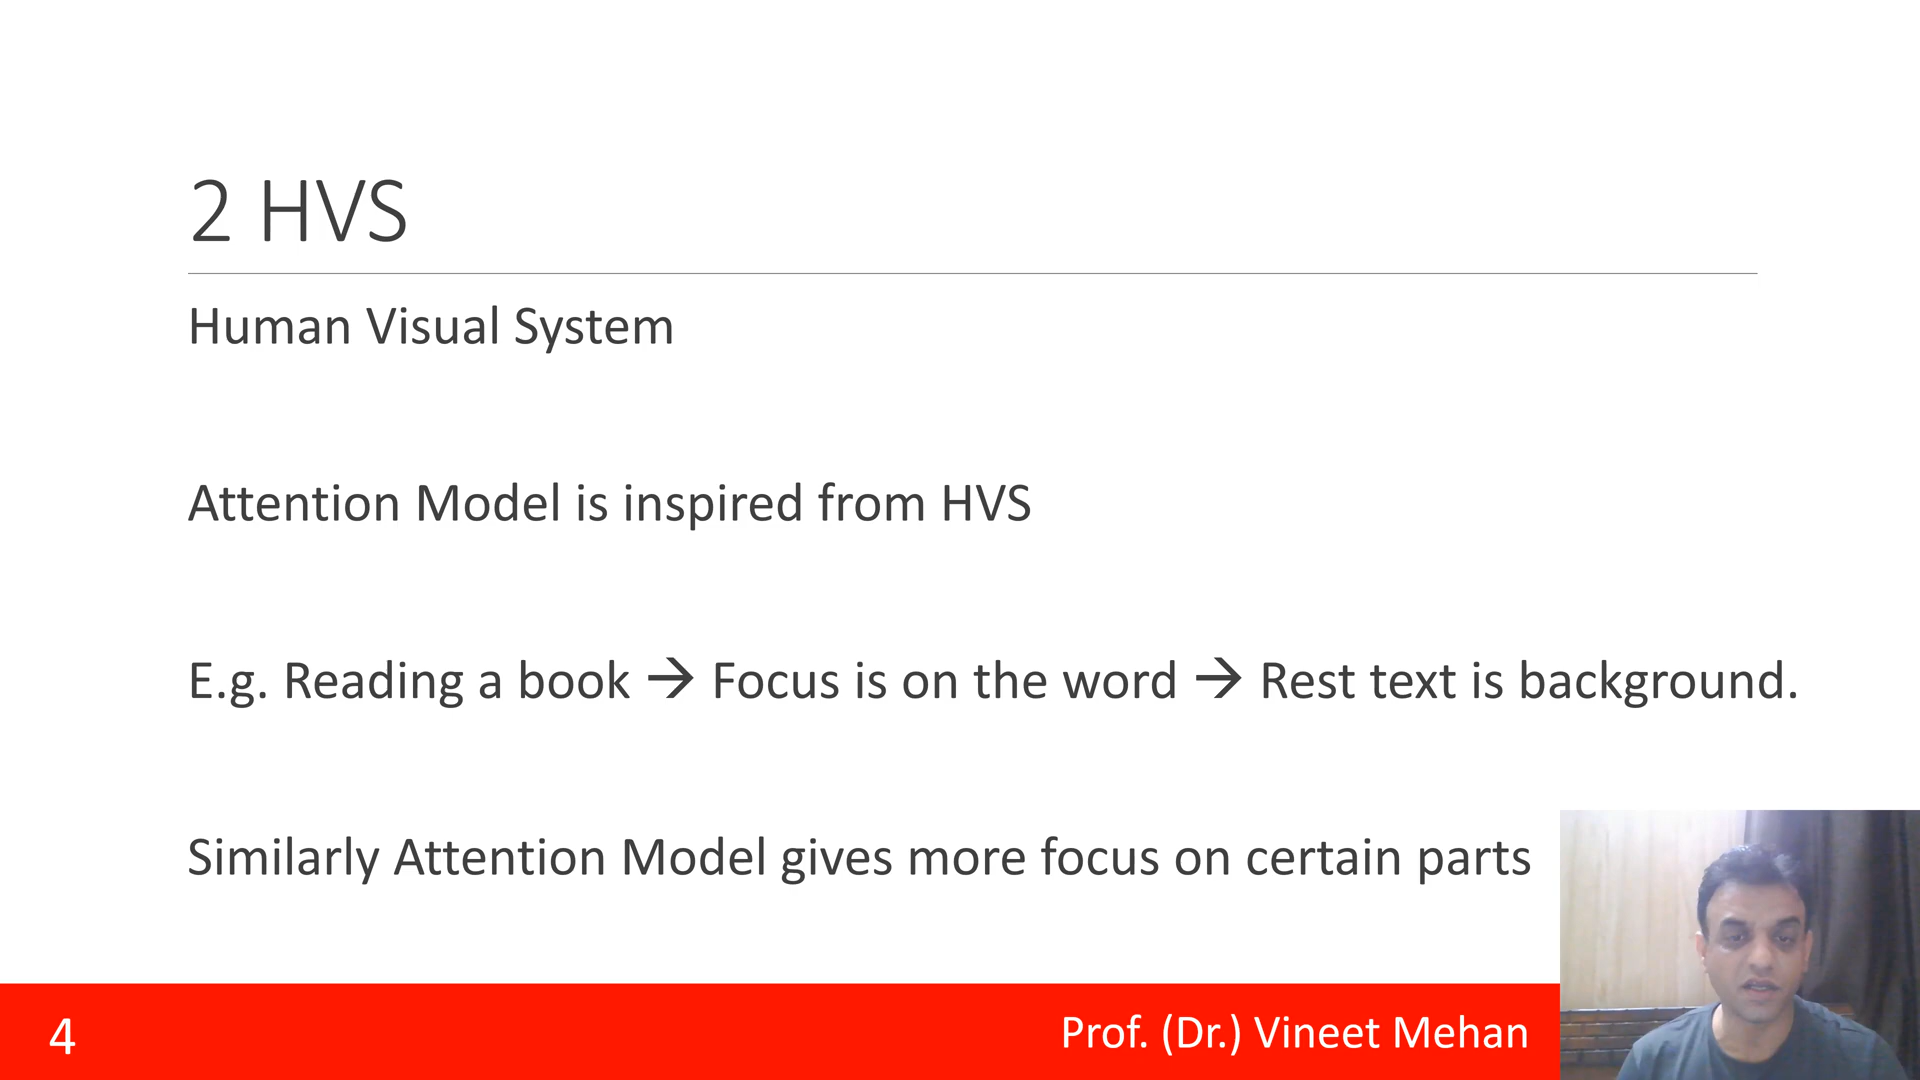 2 HVS
Human Visual System
Attention Model is inspired from HVS
E.g. Reading a book → Focus is on the word → Rest text is background.
Similarly Attention Model gives more focus on certain parts
4
Prof. (Dr.) Vineet Mehan